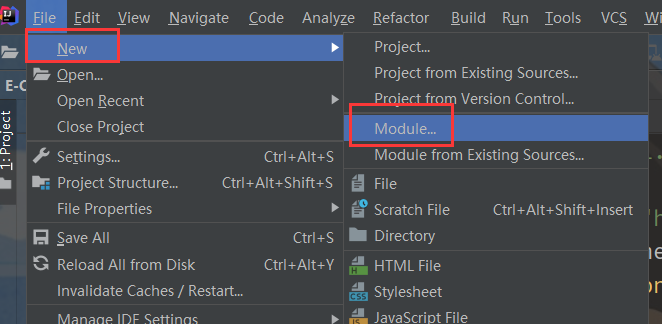 File Edit View Navigate Code Analyze Refactor Build Run Tools VCS
New
Open...
Open Recent
Close Project
Settings... Ctrl+Alt+S
Project Structure... Ctrl+Alt+Shift+S
File Properties
Save All Ctrl+S
Reload All from Disk Ctrl+Alt+Y
Invalidate Caches / Restart...
Manage IDE Settings
Project...
Project from Existing Sources...
Project from Version Control...
Module...
Module from Existing Sources...
File
Scratch File Ctrl+Alt+Shift+Insert
Directory
HTML File
Stylesheet
JavaScript File
1: Project